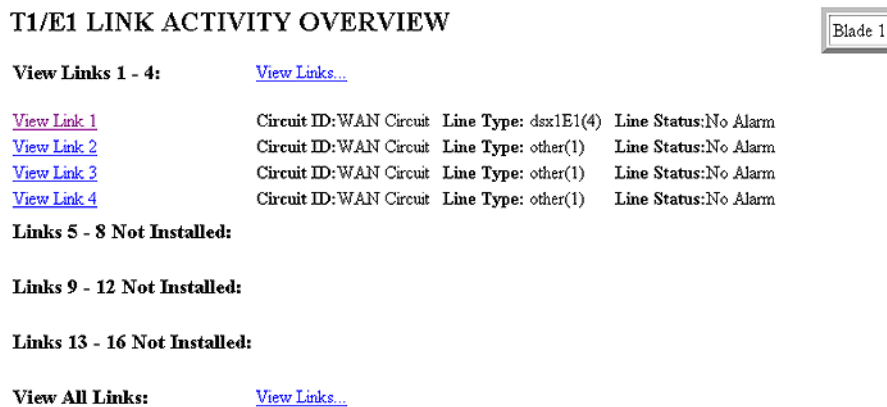 T1/E1 LINK ACTIVITY OVERVIEW
Blade 1
View Links 1 - 4: View Links...
View Link 1 Circuit ID:WAN Circuit Line Type: dsx1E1(4) Line Status:No Alarm
View Link 2 Circuit ID:WAN Circuit Line Type: other(1) Line Status:No Alarm
View Link 3 Circuit ID:WAN Circuit Line Type: other(1) Line Status:No Alarm
View Link 4 Circuit ID:WAN Circuit Line Type: other(1) Line Status:No Alarm
Links 5 - 8 Not Installed:
Links 9 - 12 Not Installed:
Links 13 - 16 Not Installed:
View All Links: View Links...